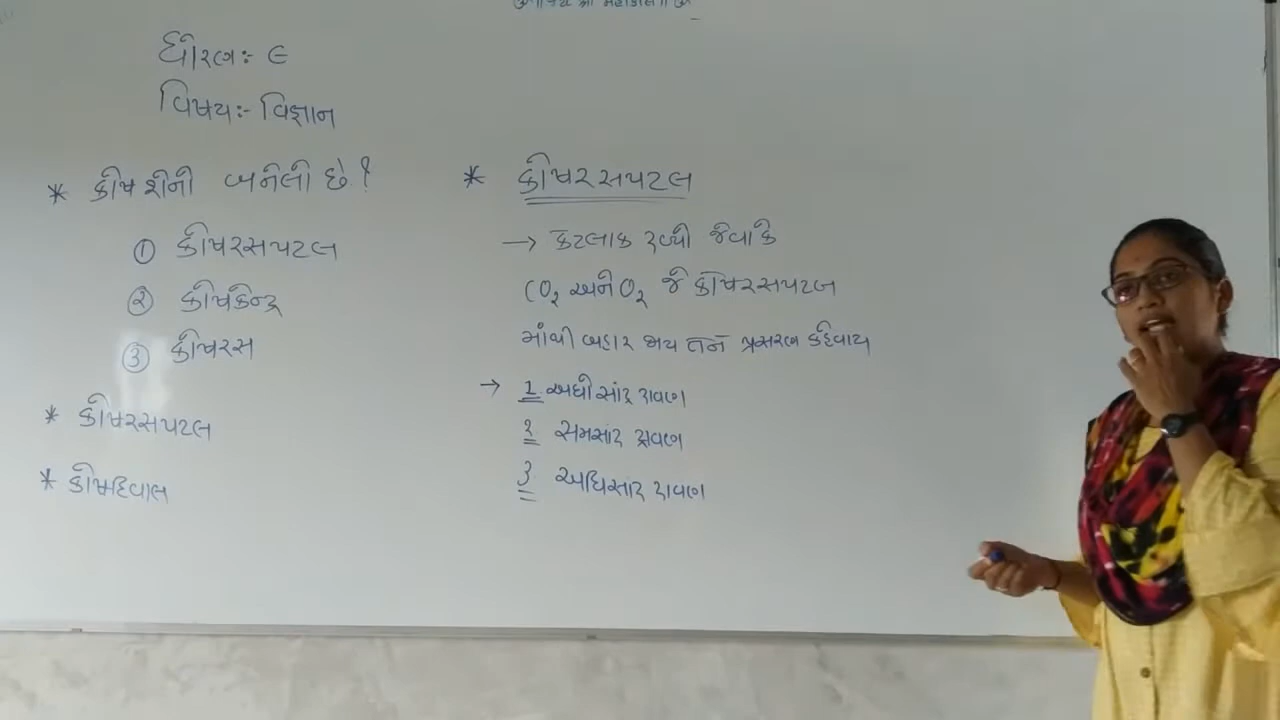 ધોરણ:- ૯
વિષય:- વિજ્ઞાન
* કોષ શેની બનેલી છે ?
① કોષરસપટલ
② કોષકેન્દ્ર
③ કોષરસ
* કોષરસપટલ
* કોષદિવાલ
* કોષરસપટલ
→ કેટલાક દ્રવ્યો જેવા કે
CO₂ અને O₂ જે કોષરસપટલ
માંથી બહાર જાય તેને પ્રસરણ કહેવાય
→ 1. અધોસાંદ્ર દ્રાવણ
૨ સમસાંદ્ર દ્રાવણ
૩. અધિસાંદ્ર દ્રાવણ